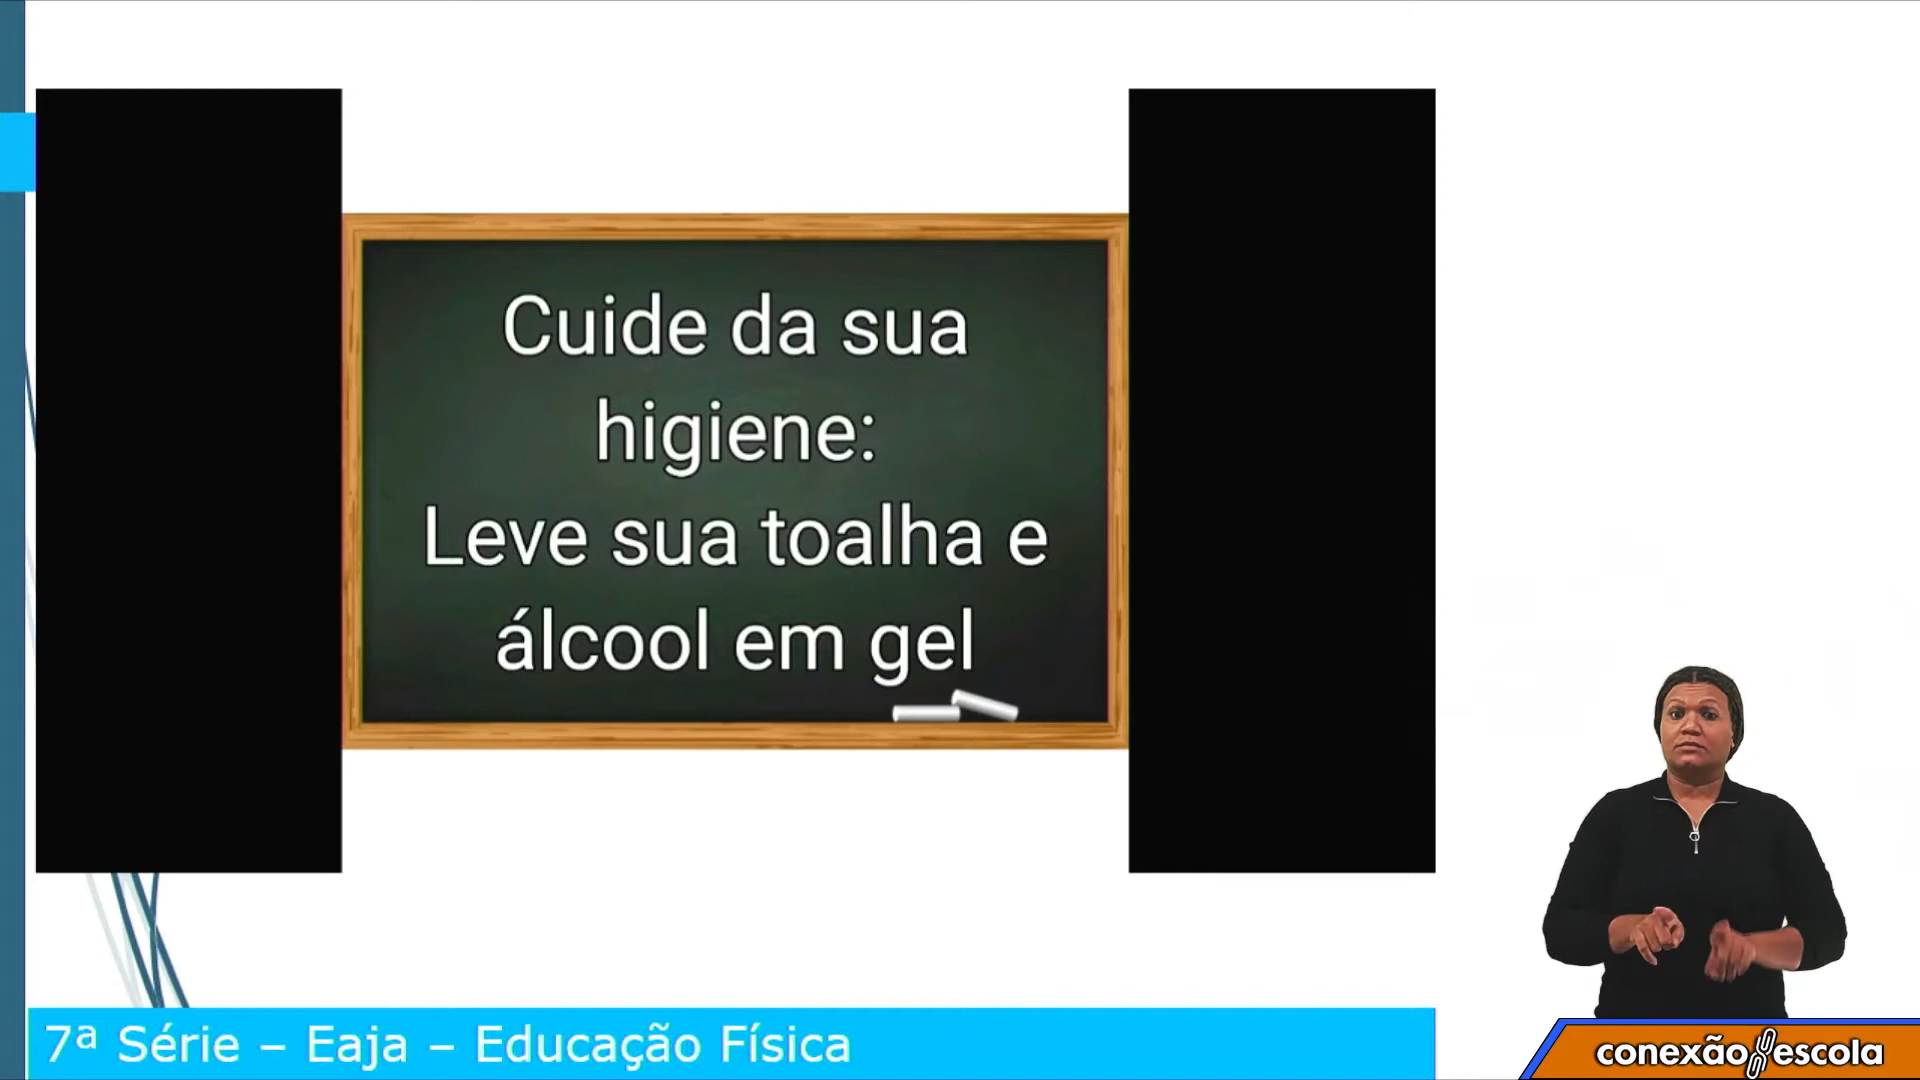 Cuide da sua
higiene:
Leve sua toalha e
álcool em gel
7ª Série – Eaja – Educação Física
conexão escola